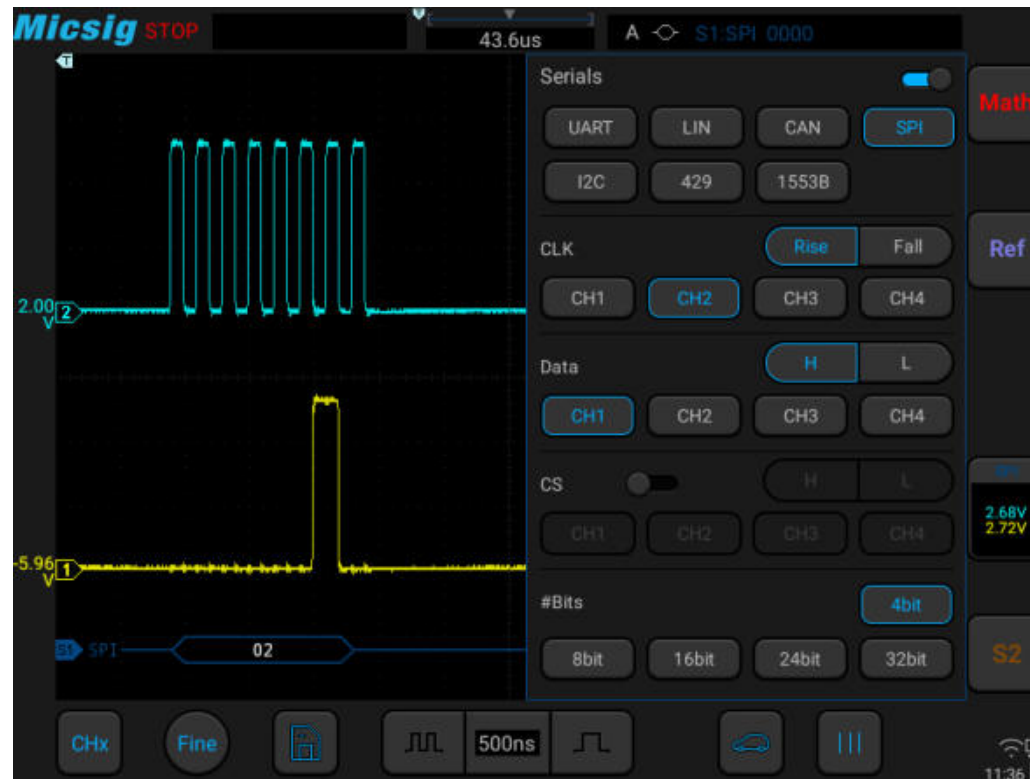 Micsig STOP
43.6us
A S1:SPI 0000
T
Serials
UART LIN CAN SPI
I2C 429 1553B
Math
CLK Rise Fall
CH1 CH2 CH3 CH4
Ref
2.00
V
2
Data H L
CH1 CH2 CH3 CH4
CS H L
CH1 CH2 CH3 CH4
SPI
2.68V
2.72V
-5.96
V
1
#Bits 4bit
8bit 16bit 24bit 32bit
S1 SPI 02
S2
CHx Fine 500ns
11:36